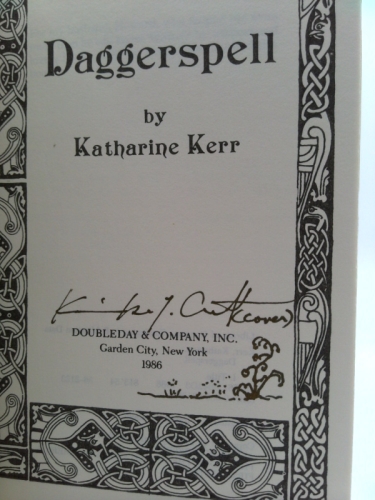 Daggerspell
by
Katharine Kerr
(cover)
DOUBLEDAY & COMPANY, INC.
Garden City, New York
1986